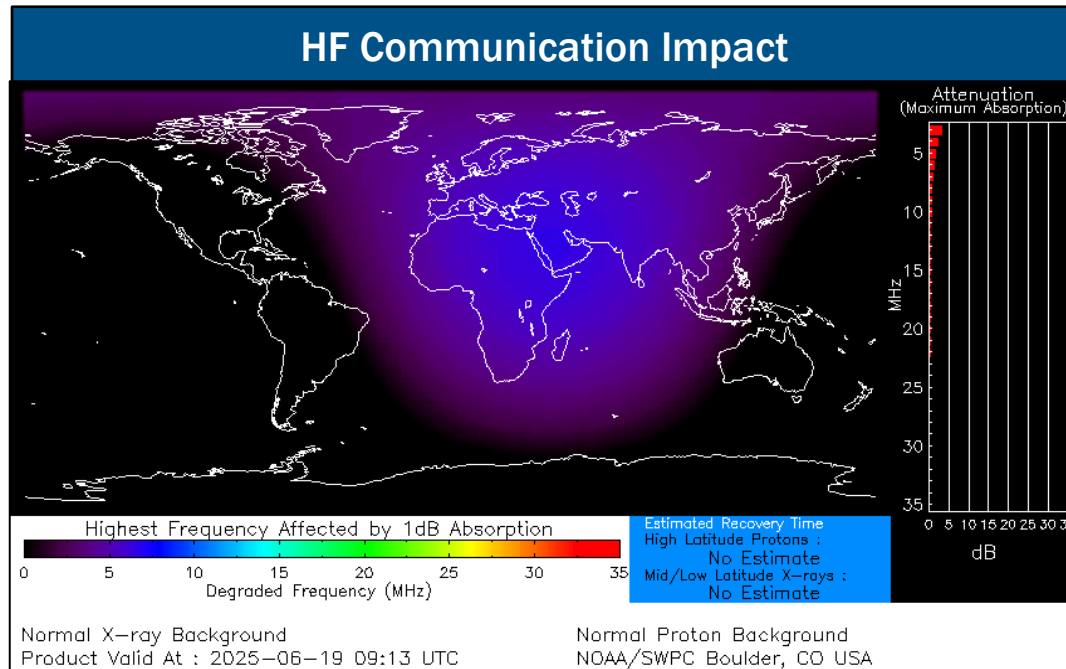 HF Communication Impact
Attenuation
(Maximum Absorption)
5
10
15
20
25
30
35
MHz
0 5 10 15 20 25 30 3
dB
Highest Frequency Affected by 1dB Absorption
0 5 10 15 20 25 30 35
Degraded Frequency (MHz)
Estimated Recovery Time
High Latitude Protons :
No Estimate
Mid/Low Latitude X-rays :
No Estimate
Normal X-ray Background
Product Valid At : 2025-06-19 09:13 UTC
Normal Proton Background
NOAA/SWPC Boulder, CO USA